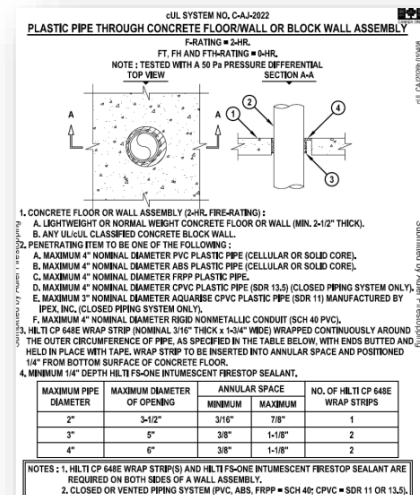 cUL SYSTEM NO. C-AJ-2022
PLASTIC PIPE THROUGH CONCRETE FLOOR/WALL OR BLOCK WALL ASSEMBLY
F-RATING = 2-HR.
FT, FH AND FTH-RATING = 0-HR.
NOTE : TESTED WITH A 50 Pa PRESSURE DIFFERENTIAL
TOP VIEW
SECTION A-A
A
A
1
2
4
3
1. CONCRETE FLOOR OR WALL ASSEMBLY (2-HR. FIRE-RATING) :
A. LIGHTWEIGHT OR NORMAL WEIGHT CONCRETE FLOOR OR WALL (MIN. 2-1/2" THICK).
B. ANY UL/cUL CLASSIFIED CONCRETE BLOCK WALL.
2. PENETRATING ITEM TO BE ONE OF THE FOLLOWING :
A. MAXIMUM 4" NOMINAL DIAMETER PVC PLASTIC PIPE (CELLULAR OR SOLID CORE).
B. MAXIMUM 4" NOMINAL DIAMETER ABS PLASTIC PIPE (CELLULAR OR SOLID CORE).
C. MAXIMUM 4" NOMINAL DIAMETER FRPP PLASTIC PIPE.
D. MAXIMUM 4" NOMINAL DIAMETER CPVC PLASTIC PIPE (SDR 13.5) (CLOSED PIPING SYSTEM ONLY).
E. MAXIMUM 3" NOMINAL DIAMETER AQUARISE CPVC PLASTIC PIPE (SDR 11) MANUFACTURED BY
IPEX, INC. (CLOSED PIPING SYSTEM ONLY).
F. MAXIMUM 4" NOMINAL DIAMETER RIGID NONMETALLIC CONDUIT (SCH 40 PVC).
3. HILTI CP 648E WRAP STRIP (NOMINAL 3/16" THICK x 1-3/4" WIDE) WRAPPED CONTINUOUSLY AROUND
THE OUTER CIRCUMFERENCE OF PIPE, AS SPECIFIED IN THE TABLE BELOW, WITH ENDS BUTTED AND
HELD IN PLACE WITH TAPE. WRAP STRIP TO BE INSERTED INTO ANNULAR SPACE AND POSITIONED
1/4" FROM BOTTOM SURFACE OF CONCRETE FLOOR.
4. MINIMUM 1/4" DEPTH HILTI FS-ONE INTUMESCENT FIRESTOP SEALANT.
MAXIMUM PIPE DIAMETER MAXIMUM DIAMETER OF OPENING ANNULAR SPACE NO. OF HILTI CP 648E WRAP STRIPS
MINIMUM MAXIMUM
2" 3-1/2" 3/16" 7/8" 1
3" 5" 3/8" 1-1/8" 2
4" 6" 3/8" 1-1/8" 2
NOTES : 1. HILTI CP 648E WRAP STRIP(S) AND HILTI FS-ONE INTUMESCENT FIRESTOP SEALANT ARE
REQUIRED ON BOTH SIDES OF A WALL ASSEMBLY.
2. CLOSED OR VENTED PIPING SYSTEM (PVC, ABS, FRPP = SCH 40; CPVC = SDR 11 OR 13.5).